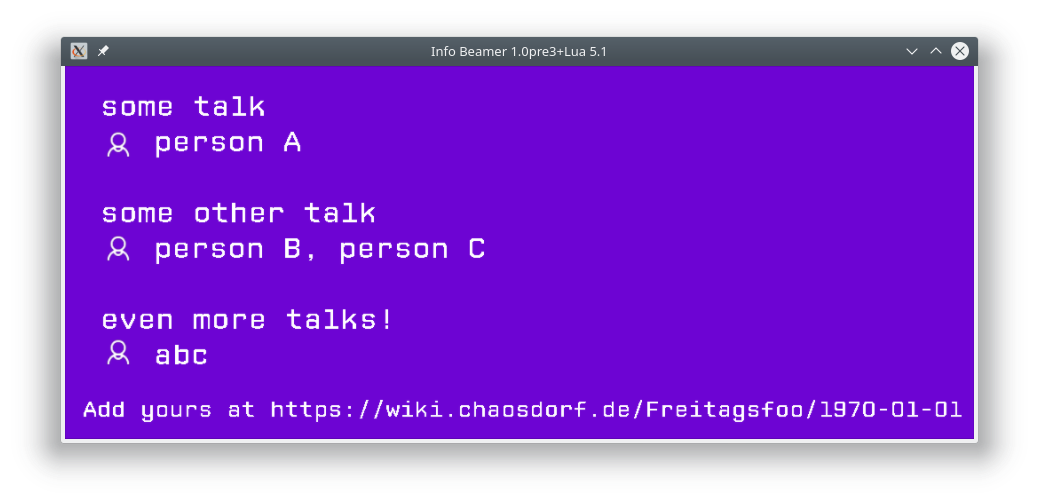 Info Beamer 1.0pre3+Lua 5.1
some talk
person A
some other talk
person B, person C
even more talks!
abc
Add yours at https://wiki.chaosdorf.de/Freitagsfoo/1970-01-01